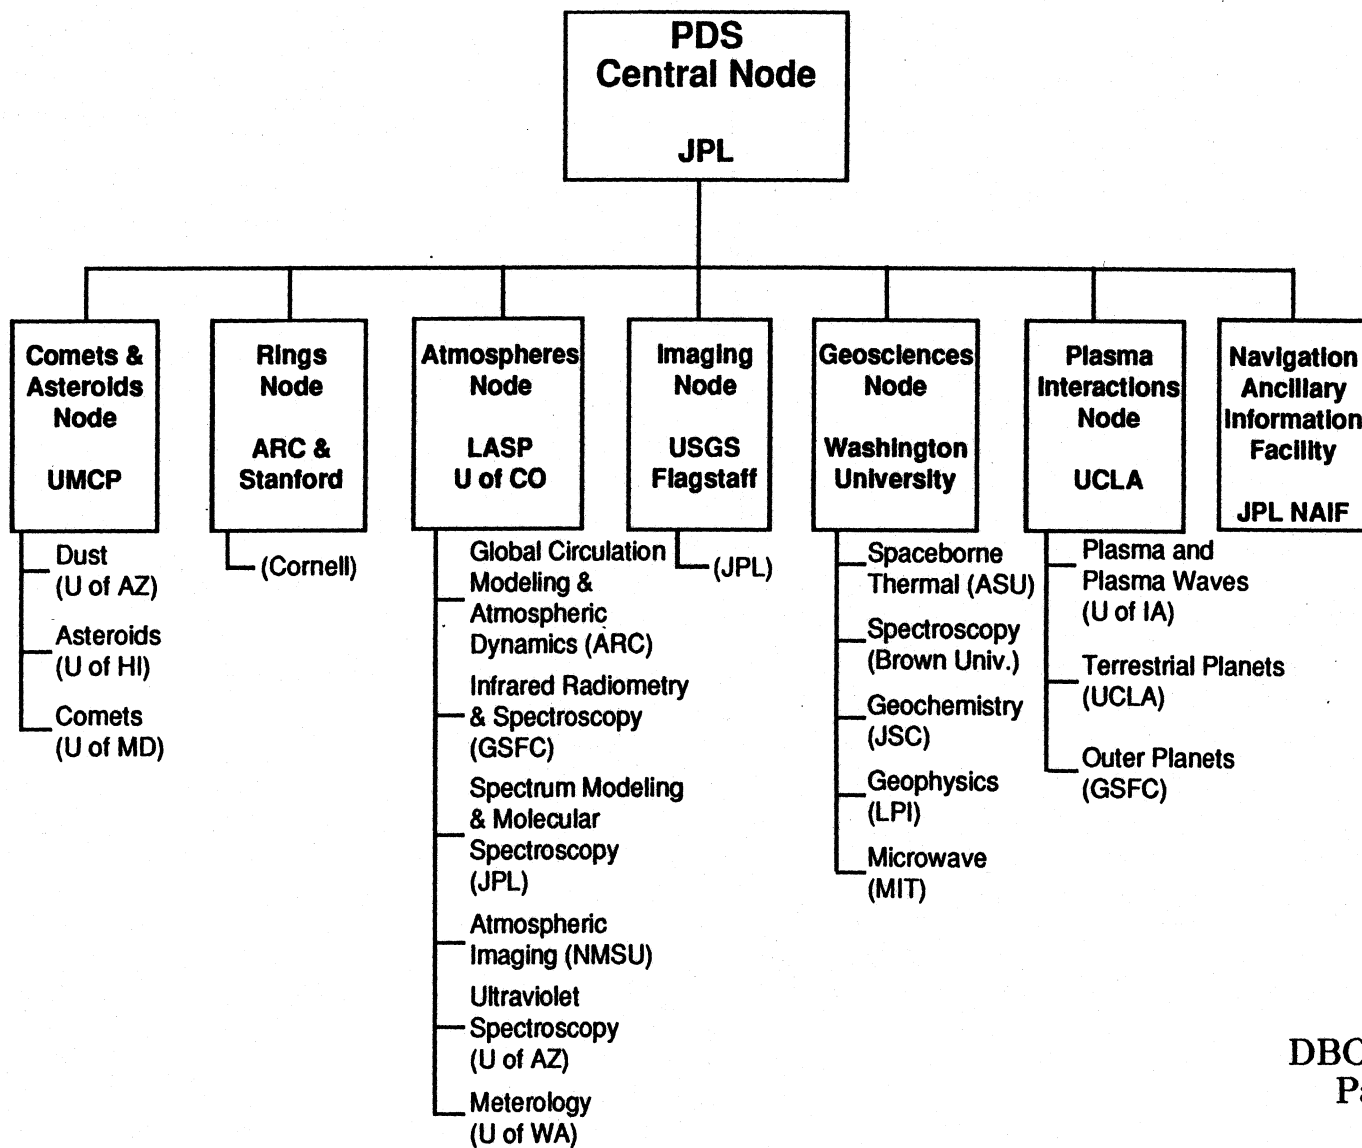 PDS
Central Node
JPL
Comets &
Asteroids
Node
UMCP
Dust
(U of AZ)
Asteroids
(U of HI)
Comets
(U of MD)
Rings
Node
ARC &
Stanford
(Cornell)
Atmospheres
Node
LASP
U of CO
Global Circulation
Modeling &
Atmospheric
Dynamics (ARC)
Infrared Radiometry
& Spectroscopy
(GSFC)
Spectrum Modeling
& Molecular
Spectroscopy
(JPL)
Atmospheric
Imaging (NMSU)
Ultraviolet
Spectroscopy
(U of AZ)
Meterology
(U of WA)
Imaging
Node
USGS
Flagstaff
(JPL)
Geosciences
Node
Washington
University
Spaceborne
Thermal (ASU)
Spectroscopy
(Brown Univ.)
Geochemistry
(JSC)
Geophysics
(LPI)
Microwave
(MIT)
Plasma
Interactions
Node
UCLA
Plasma and
Plasma Waves
(U of IA)
Terrestrial Planets
(UCLA)
Outer Planets
(GSFC)
Navigation
Ancillary
Information
Facility
JPL NAIF